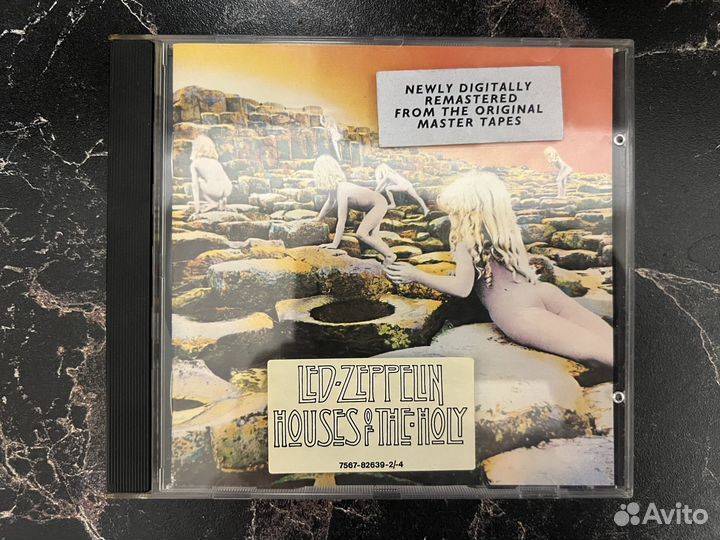 NEWLY DIGITALLY
REMASTERED
FROM THE ORIGINAL
MASTER TAPES
LED·ZEPPELIN
HOUSES OF·THE·HOLY
7567-82639-2/-4
Avito